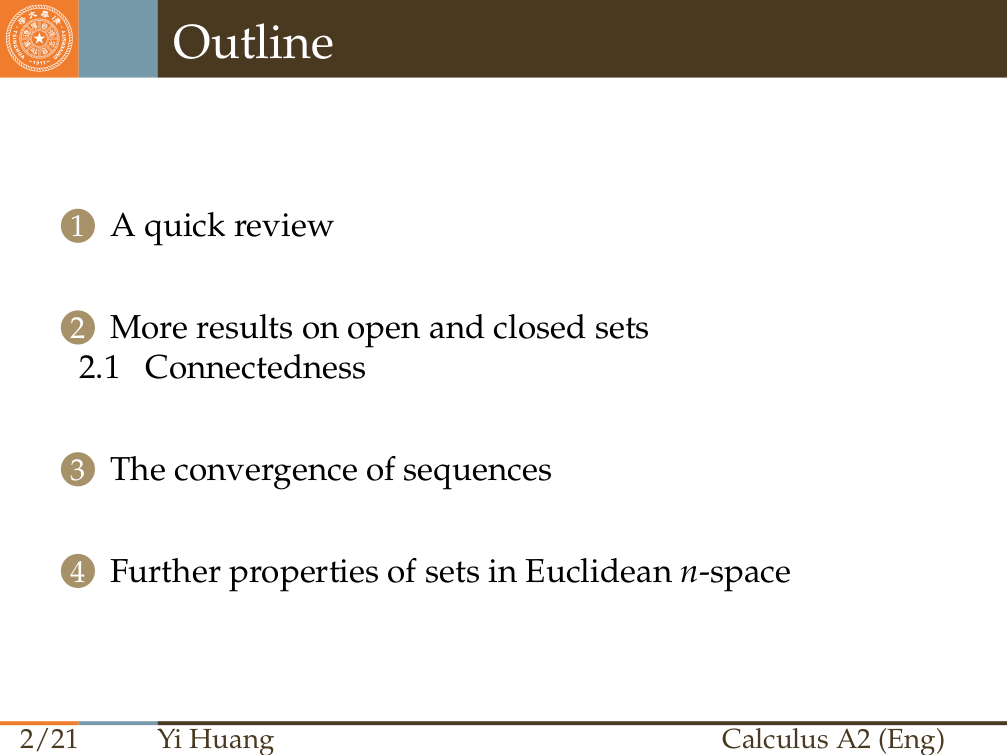 Outline
1 A quick review
2 More results on open and closed sets
2.1 Connectedness
3 The convergence of sequences
4 Further properties of sets in Euclidean n-space
2/21 Yi Huang Calculus A2 (Eng)